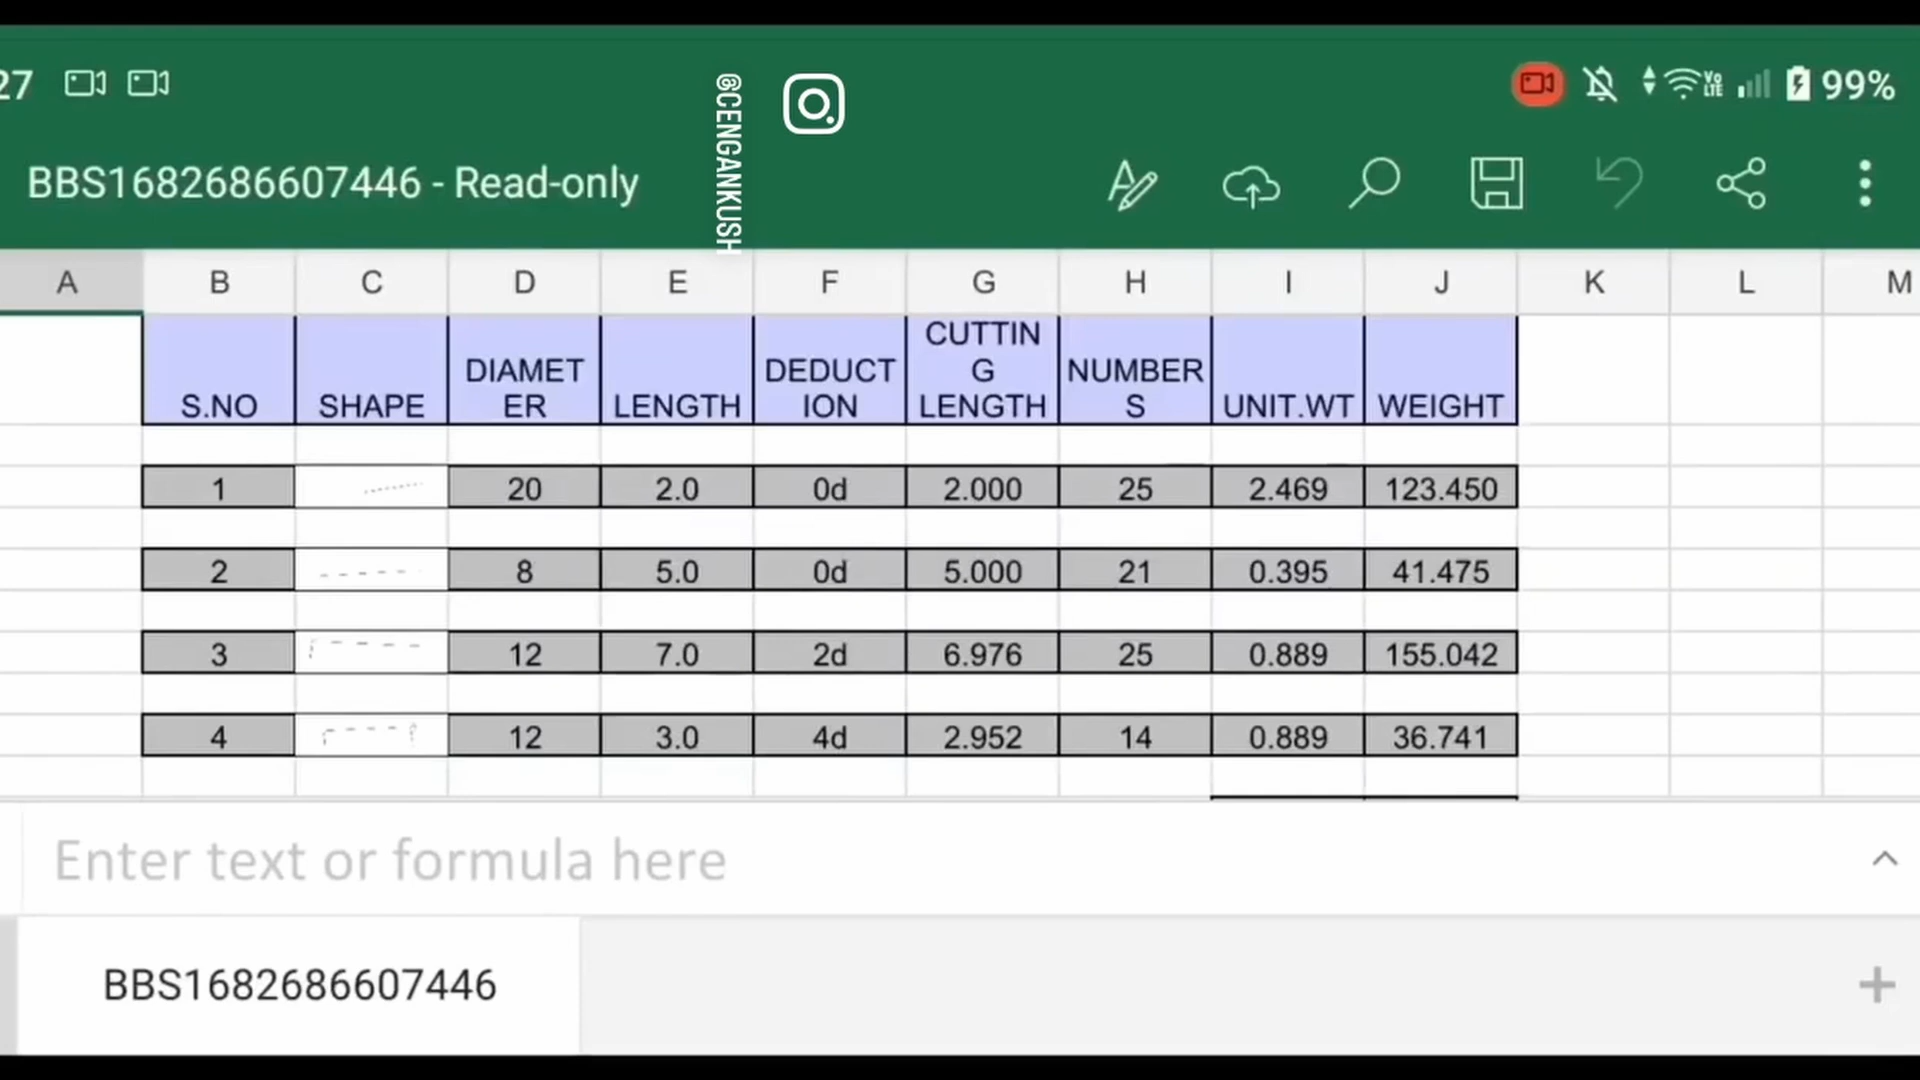 27
99%
@CENGANKUSH
BBS1682686607446 - Read-only
A B C D E F G H I J K L M
S.NO SHAPE DIAMET ER LENGTH DEDUCT ION CUTTIN G LENGTH NUMBER S UNIT.WT WEIGHT
1 20 2.0 0d 2.000 25 2.469 123.450
2 8 5.0 0d 5.000 21 0.395 41.475
3 12 7.0 2d 6.976 25 0.889 155.042
4 12 3.0 4d 2.952 14 0.889 36.741
Enter text or formula here
BBS1682686607446